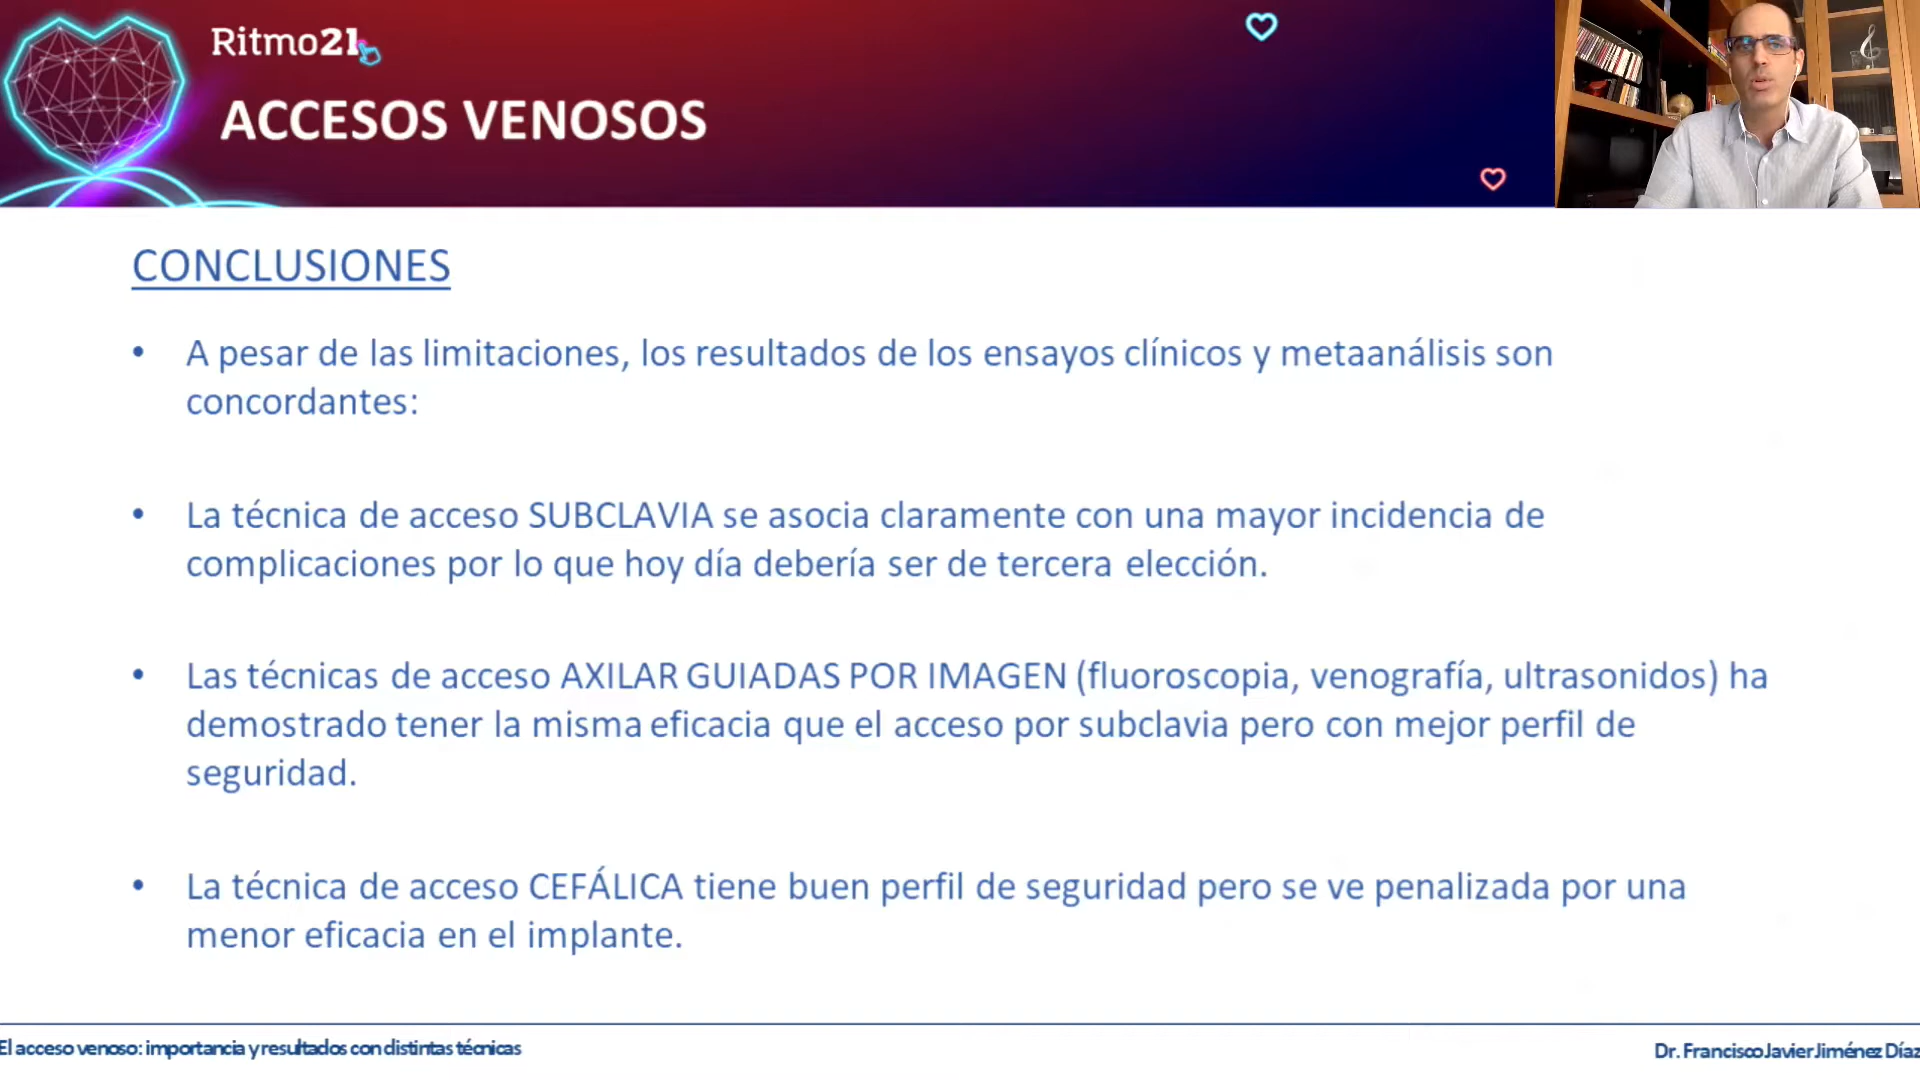 Ritmo21
ACCESOS VENOSOS
CONCLUSIONES
• A pesar de las limitaciones, los resultados de los ensayos clínicos y metaanálisis son
concordantes:
• La técnica de acceso SUBCLAVIA se asocia claramente con una mayor incidencia de
complicaciones por lo que hoy día debería ser de tercera elección.
• Las técnicas de acceso AXILAR GUIADAS POR IMAGEN (fluoroscopia, venografía, ultrasonidos) ha
demostrado tener la misma eficacia que el acceso por subclavia pero con mejor perfil de
seguridad.
• La técnica de acceso CEFÁLICA tiene buen perfil de seguridad pero se ve penalizada por una
menor eficacia en el implante.
El acceso venoso: importancia y resultados con distintas técnicas
Dr. Francisco Javier Jiménez Díaz